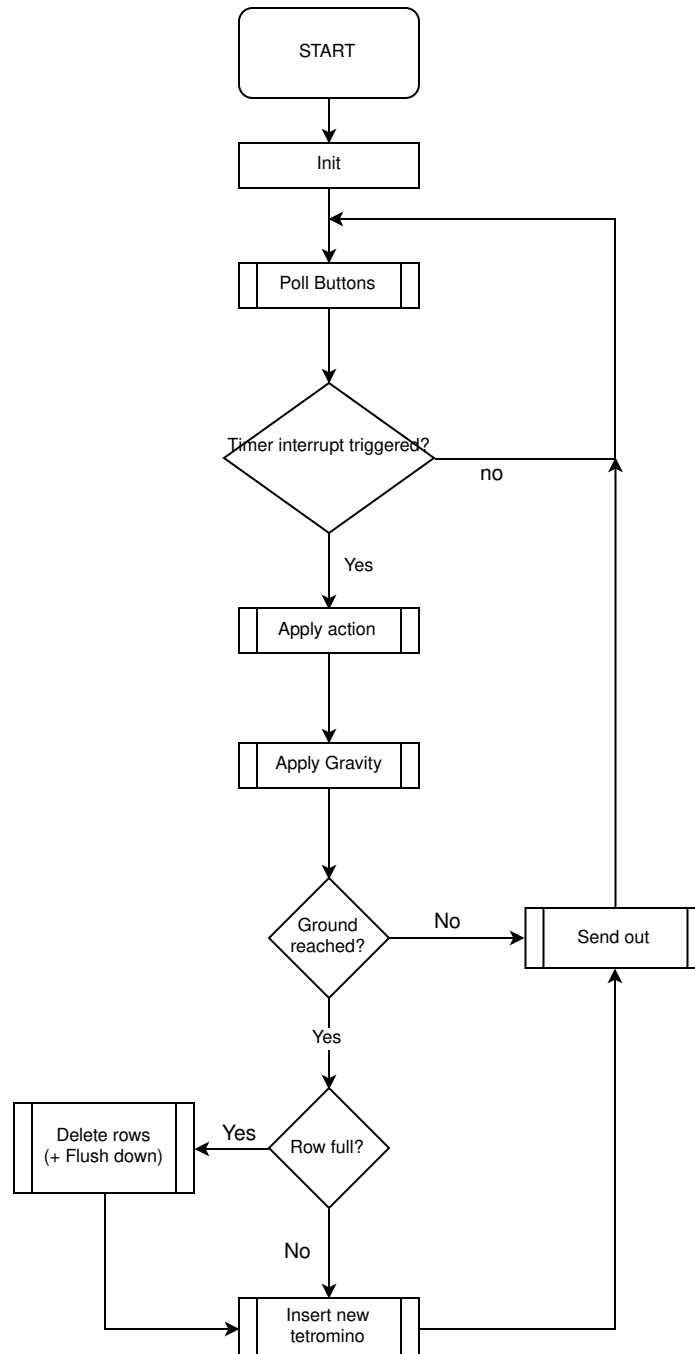 START
Init
Poll Buttons
Timer interrupt triggered?
no
Yes
Apply action
Apply Gravity
Ground
reached?
No
Send out
Yes
Delete rows
(+ Flush down)
Yes
Row full?
No
Insert new
tetromino